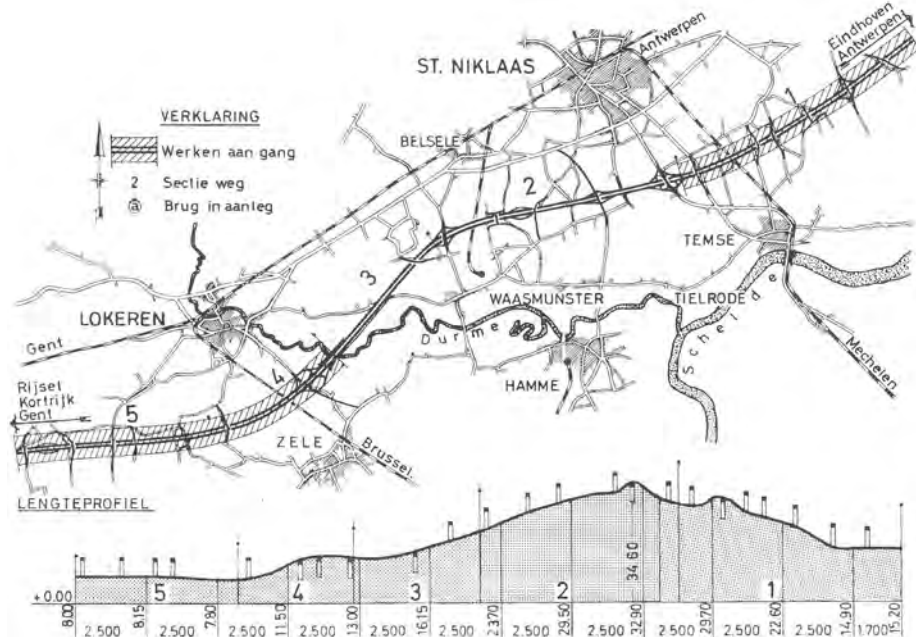 Eindhoven
Antwerpen
Antwerpen
ST. NIKLAAS
1
VERKLARING
Werken aan gang
2 Sectie weg
a Brug in aanleg
BELSELE
2
TEMSE
3
WAASMUNSTER
TIELRODE
Schelde
LOKEREN
Durme
Gent
4
HAMME
Mechelen
Rijsel
Kortrijk
Gent
5
ZELE
Brussel
LENGTEPROFIEL
34.60
+0.00
5 4 3 2 1
8.00 8.15 7.80 11.50 13.00 16.15 23.70 29.50 32.90 29.70 22.60 14.90 15.20
2.500 2.500 2.500 2.500 2.500 2.500 2.500 2.500 2.500 2.500 2.500 1.700